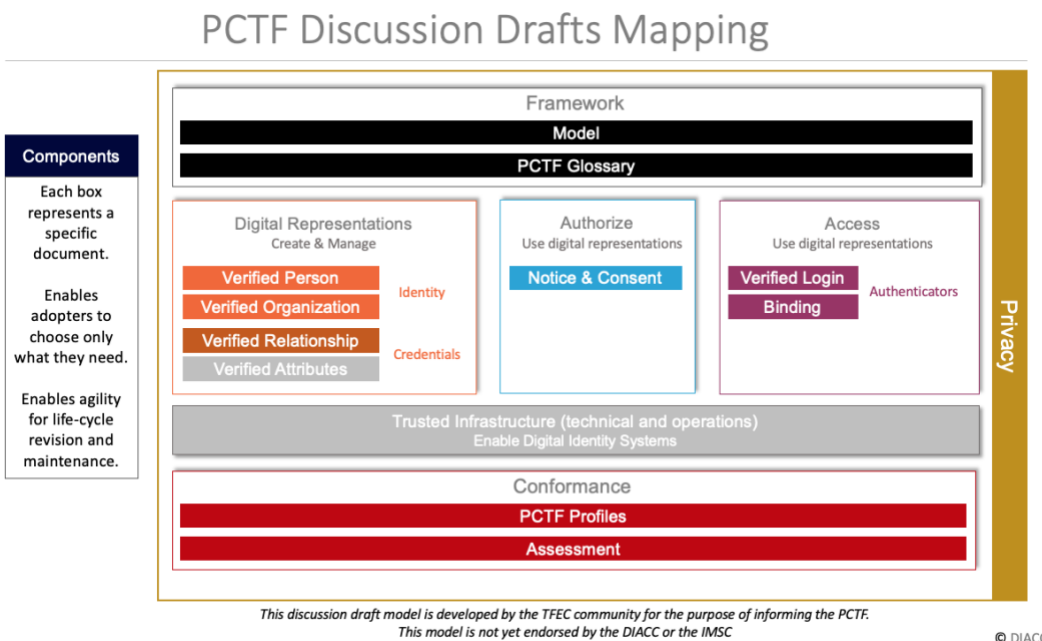 PCTF Discussion Drafts Mapping
Components
Each box
represents a
specific
document.
Enables
adopters to
choose only
what they need.
Enables agility
for life-cycle
revision and
maintenance.
Framework
Model
PCTF Glossary
Digital Representations
Create & Manage
Verified Person
Verified Organization
Identity
Verified Relationship
Verified Attributes
Credentials
Authorize
Use digital representations
Notice & Consent
Access
Use digital representations
Verified Login
Binding
Authenticators
Privacy
Trusted Infrastructure (technical and operations)
Enable Digital Identity Systems
Conformance
PCTF Profiles
Assessment
This discussion draft model is developed by the TFEC community for the purpose of informing the PCTF.
This model is not yet endorsed by the DIACC or the IMSC
©